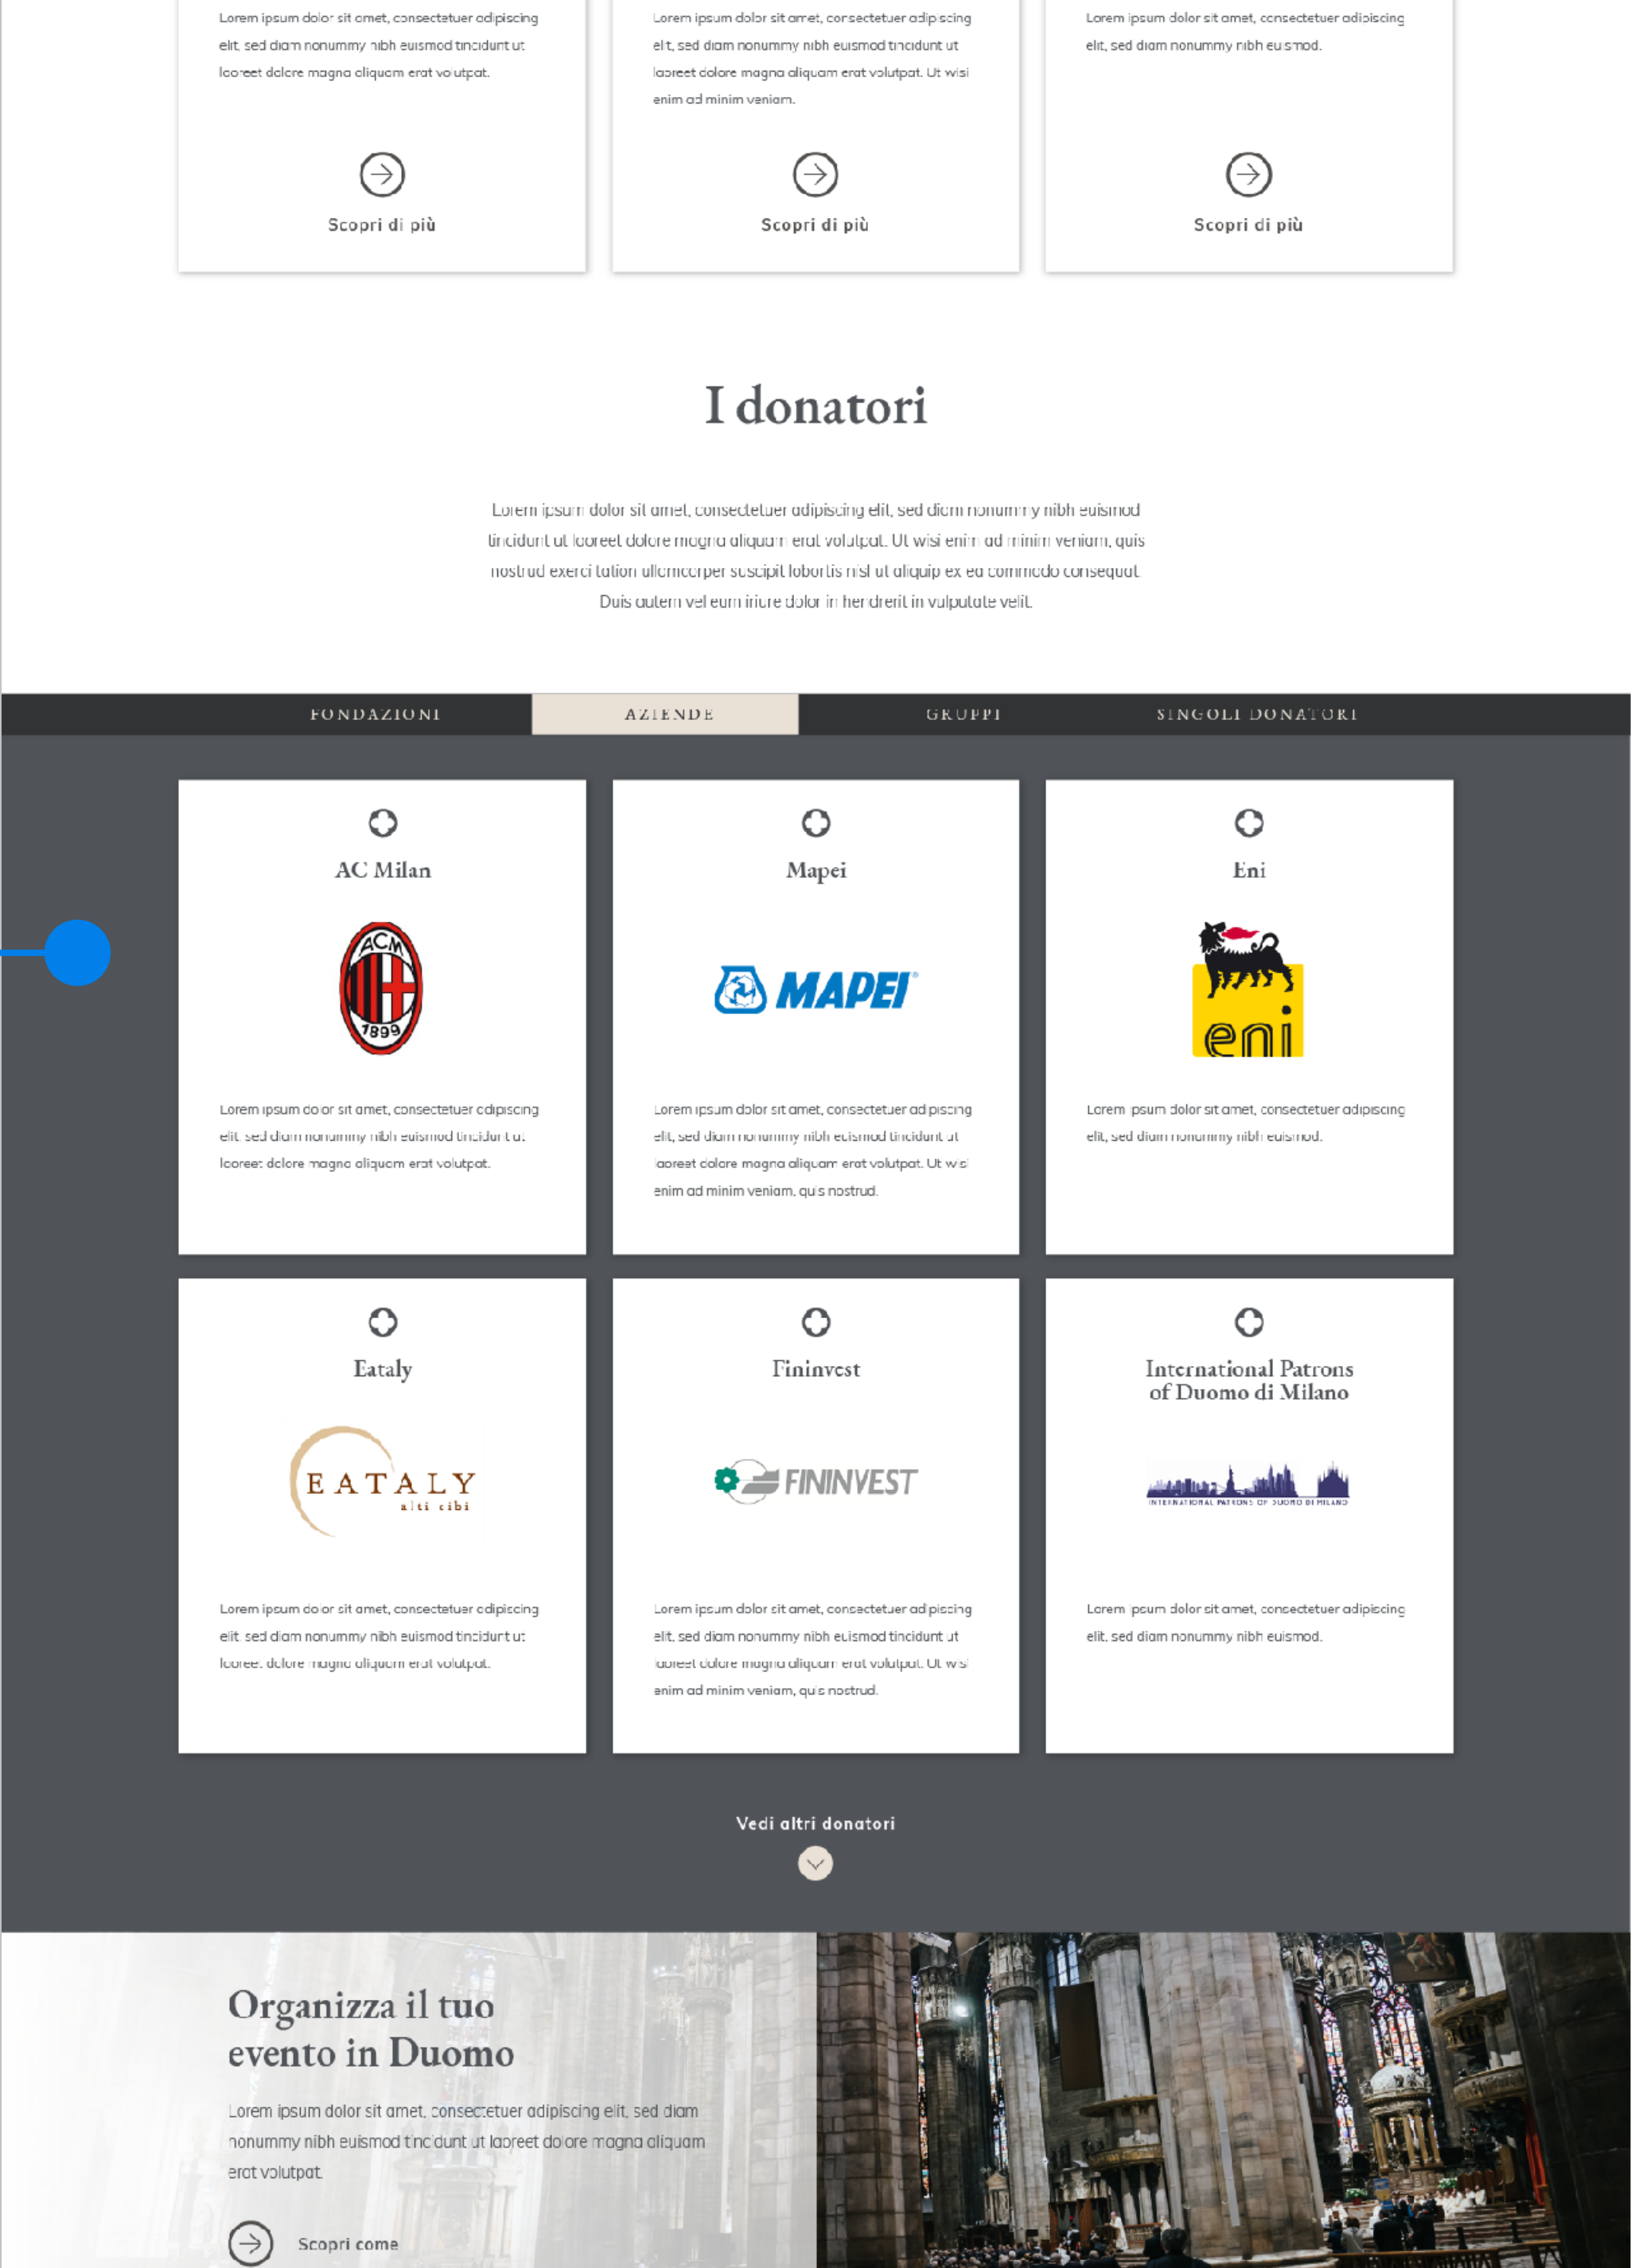 Lorem ipsum dolor sit amet, consectetuer adipiscing
elit, sed diam nonummy nibh euismod tincidunt ut
laoreet dolore magna aliquam erat volutpat.
Scopri di più
Lorem ipsum dolor sit amet, consectetuer adipiscing
elit, sed diam nonummy nibh euismod tincidunt ut
laoreet dolore magna aliquam erat volutpat. Ut wisi
enim ad minim veniam.
Scopri di più
Lorem ipsum dolor sit amet, consectetuer adipiscing
elit, sed diam nonummy nibh euismod.
Scopri di più
I donatori
Lorem ipsum dolor sit amet, consectetuer adipiscing elit, sed diam nonummy nibh euismod
tincidunt ut laoreet dolore magna aliquam erat volutpat. Ut wisi enim ad minim veniam, quis
nostrud exerci tation ullamcorper suscipit lobortis nisl ut aliquip ex ea commodo consequat.
Duis autem vel eum iriure dolor in hendrerit in vulputate velit.
FONDAZIONI
AZIENDE
GRUPPI
SINGOLI DONATORI
AC Milan
ACM
1899
Lorem ipsum dolor sit amet, consectetuer adipiscing
elit, sed diam nonummy nibh euismod tincidunt ut
laoreet dolore magna aliquam erat volutpat.
Mapei
MAPEI®
Lorem ipsum dolor sit amet, consectetuer adipiscing
elit, sed diam nonummy nibh euismod tincidunt ut
laoreet dolore magna aliquam erat volutpat. Ut wisi
enim ad minim veniam, quis nostrud.
Eni
eni
Lorem ipsum dolor sit amet, consectetuer adipiscing
elit, sed diam nonummy nibh euismod.
Eataly
EATALY
alti cibi
Lorem ipsum dolor sit amet, consectetuer adipiscing
elit, sed diam nonummy nibh euismod tincidunt ut
laoreet dolore magna aliquam erat volutpat.
Fininvest
FININVEST
Lorem ipsum dolor sit amet, consectetuer adipiscing
elit, sed diam nonummy nibh euismod tincidunt ut
laoreet dolore magna aliquam erat volutpat. Ut wisi
enim ad minim veniam, quis nostrud.
International Patrons
of Duomo di Milano
INTERNATIONAL PATRONS OF DUOMO DI MILANO
Lorem ipsum dolor sit amet, consectetuer adipiscing
elit, sed diam nonummy nibh euismod.
Vedi altri donatori
Organizza il tuo
evento in Duomo
Lorem ipsum dolor sit amet, consectetuer adipiscing elit, sed diam
nonummy nibh euismod tincidunt ut laoreet dolore magna aliquam
erat volutpat.
Scopri come